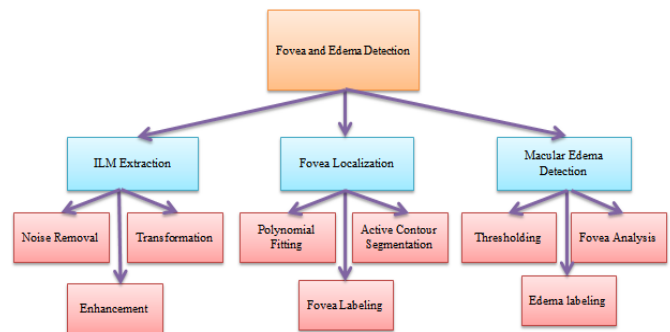 Fovea and Edema Detection
ILM Extraction
Fovea Localization
Macular Edema
Detection
Noise Removal
Transformation
Polynomial
Fitting
Active Contour
Segmentation
Thresholding
Fovea Analysis
Enhancement
Fovea Labeling
Edema labeling